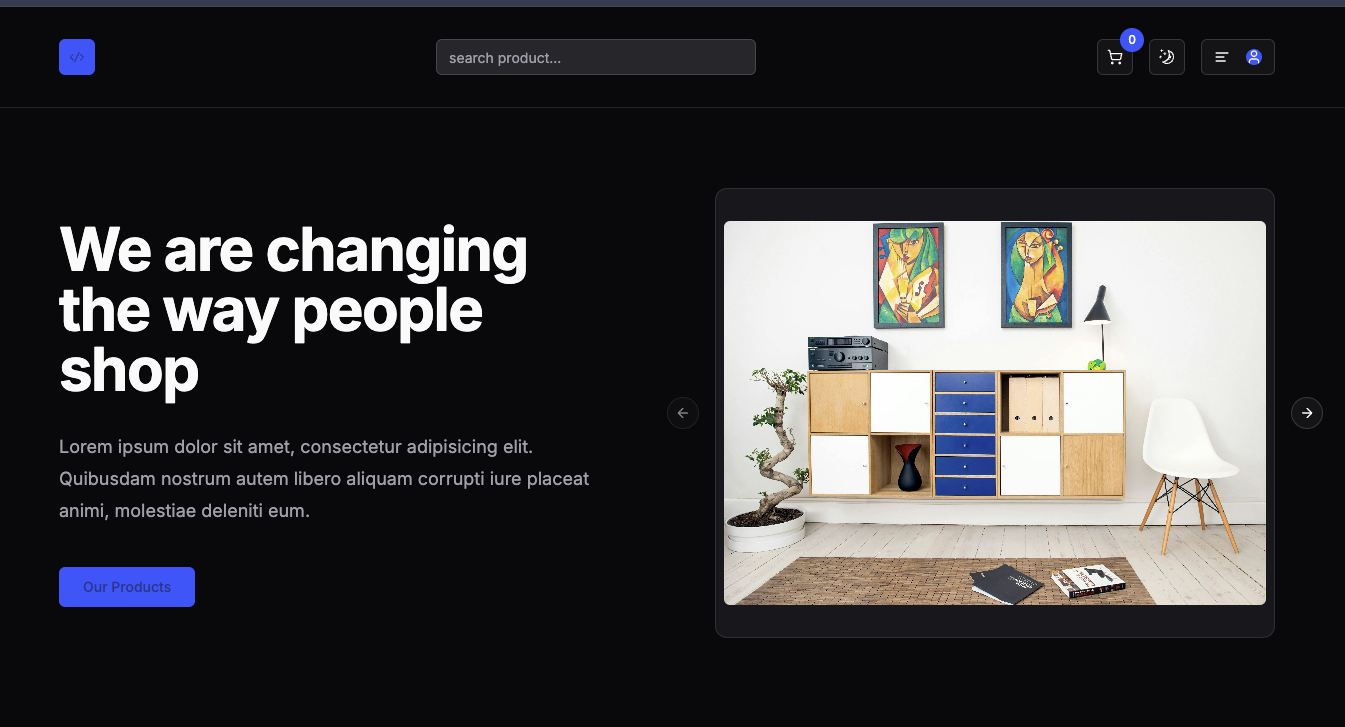 search product...
0
We are changing
the way people
shop
Lorem ipsum dolor sit amet, consectetur adipisicing elit.
Quibusdam nostrum autem libero aliquam corrupti iure placeat
animi, molestiae deleniti eum.
Our Products